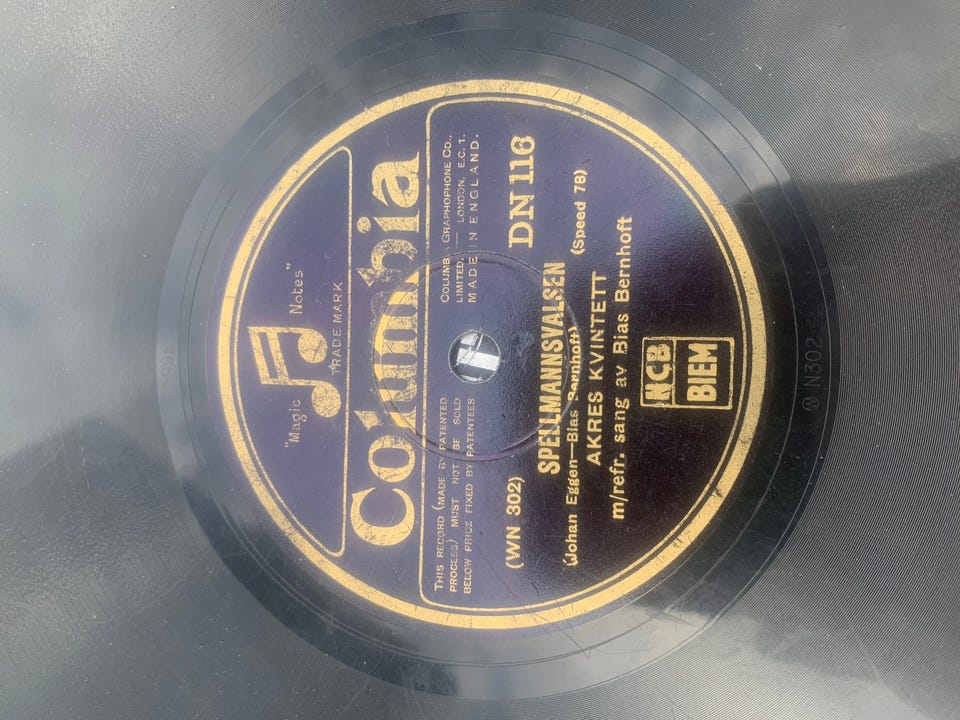 "Magic Notes"
TRADE MARK
Columbia
THIS RECORD (MADE BY PATENTED
PROCESS) MUST NOT BE SOLD
BELOW PRICE FIXED BY PATENTEES
COLUMBIA GRAPHOPHONE CO.,
LIMITED. — LONDON, E.C. 1.
MADE IN ENGLAND.
(WN 302) DN 116
SPELLMANNSVALSEN
(Johan Eggen—Bias Bernhoft)
(Speed 78)
AKRES KVINTETT
m/refr. sang av Bias Bernhoft
NCB
BIEM
W N302